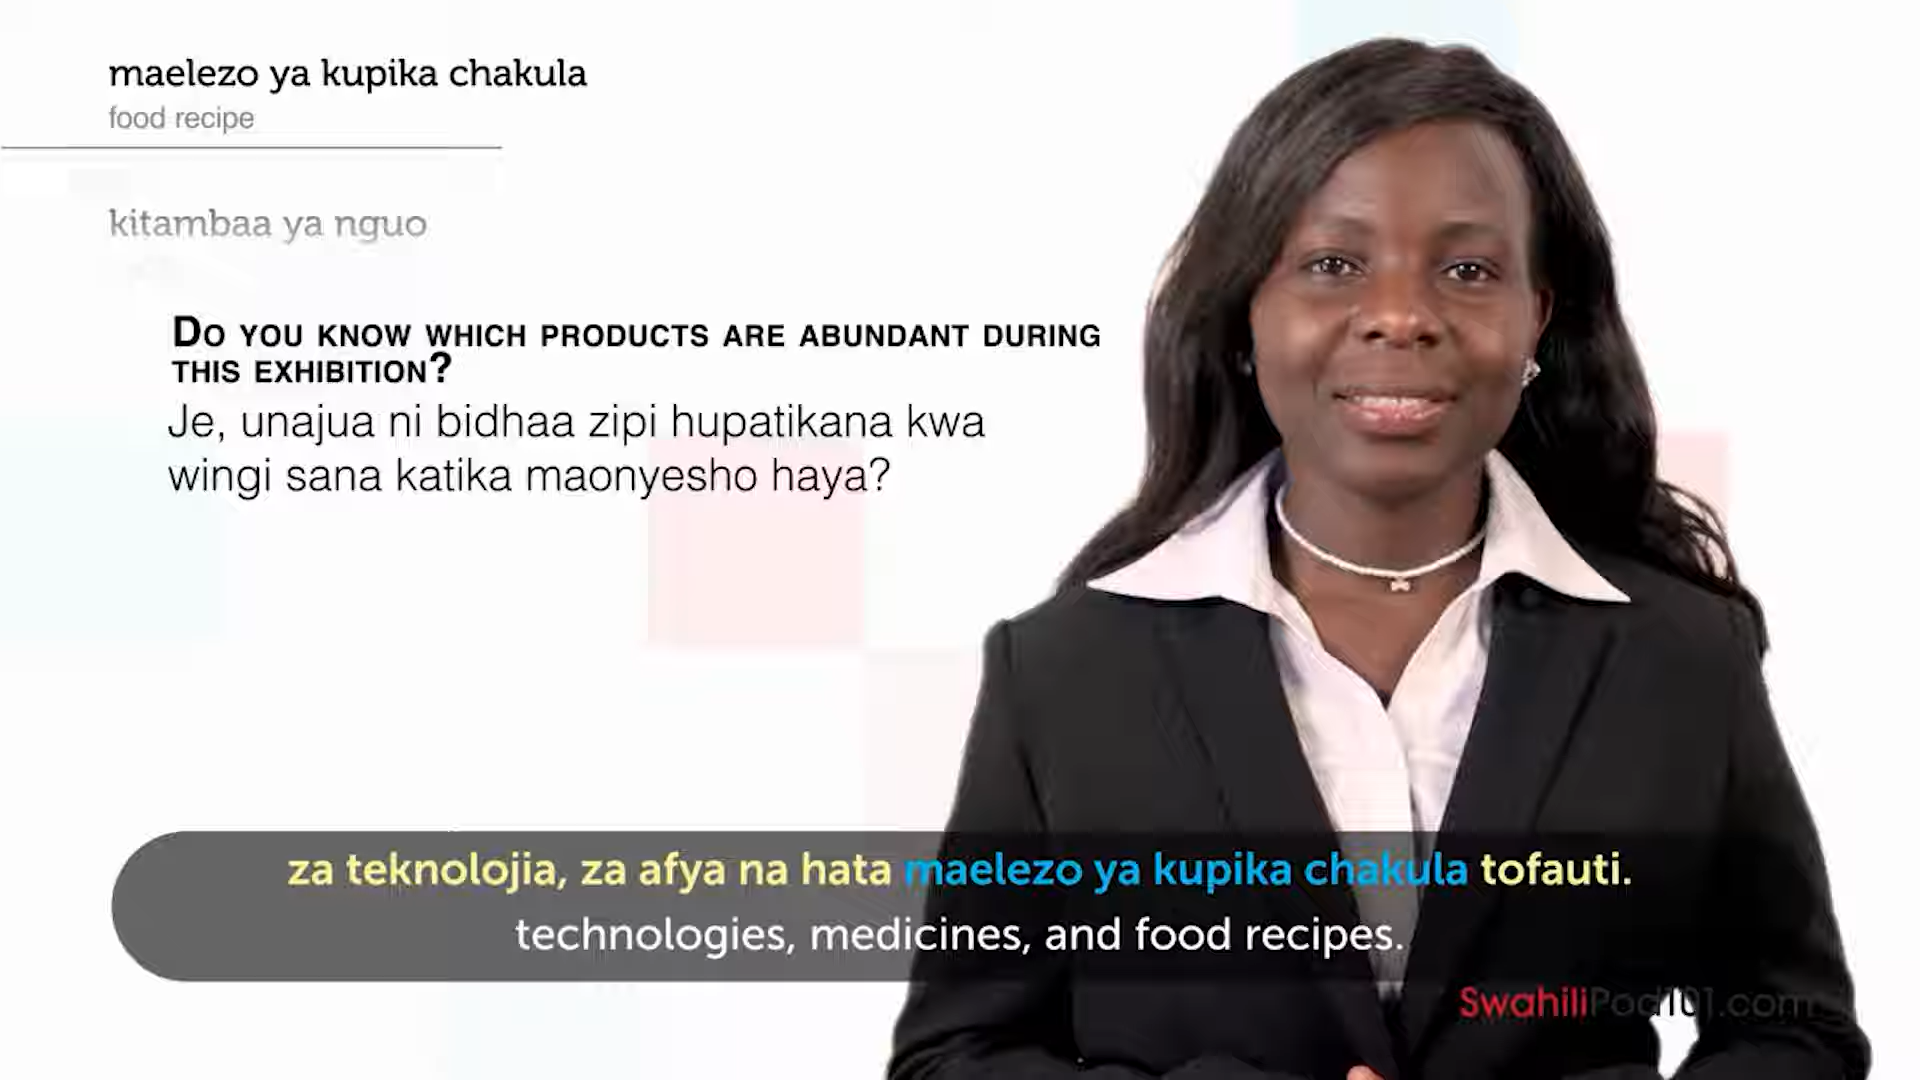 maelezo ya kupika chakula
food recipe
kitambaa ya nguo
Do you know which products are abundant during
this exhibition?
Je, unajua ni bidhaa zipi hupatikana kwa
wingi sana katika maonyesho haya?
za teknolojia, za afya na hata maelezo ya kupika chakula tofauti.
technologies, medicines, and food recipes.
SwahiliPod101.com